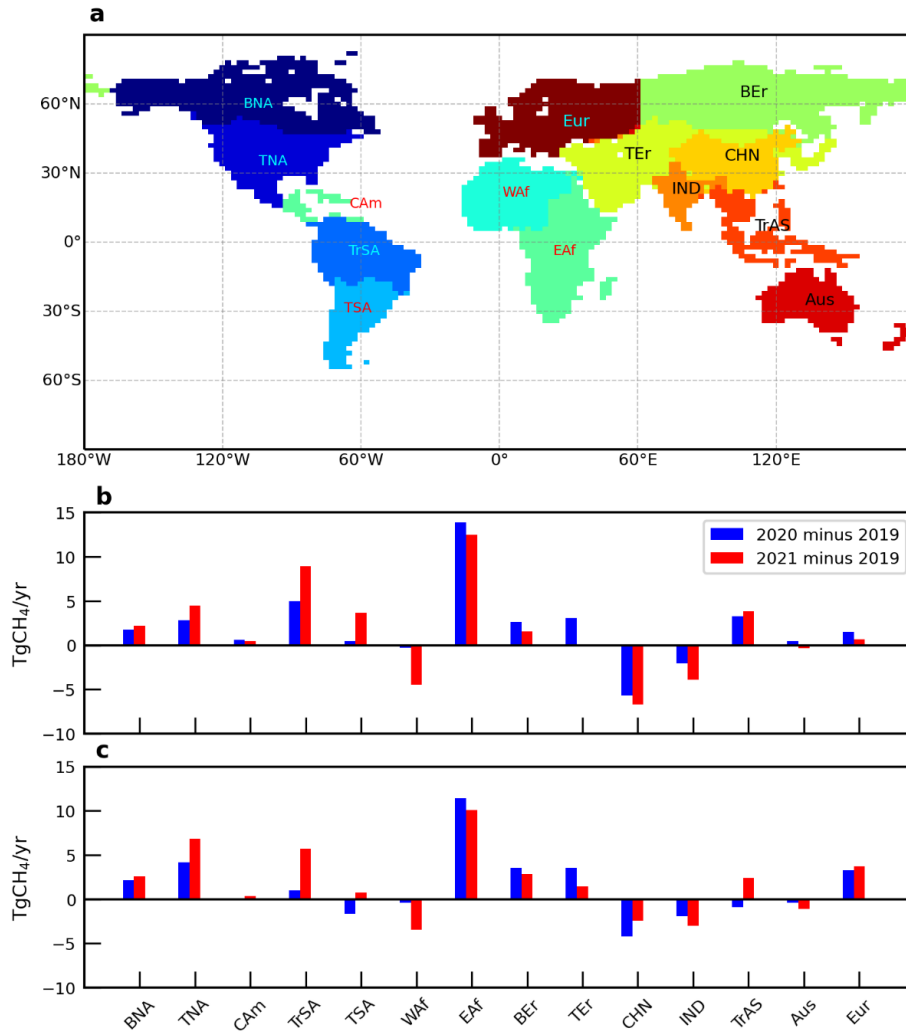 a
60°N
30°N
0°
30°S
60°S
BNA
TNA
CAm
TrSA
TSA
WAf
EAf
Eur
BEr
TEr
CHN
IND
TrAS
Aus
180°W
120°W
60°W
0°
60°E
120°E
b
15
10
5
0
−5
−10
TgCH₄/yr
2020 minus 2019
2021 minus 2019
c
15
10
5
0
−5
−10
TgCH₄/yr
BNA
TNA
CAm
TrSA
TSA
WAf
EAf
BEr
TEr
CHN
IND
TrAS
Aus
Eur